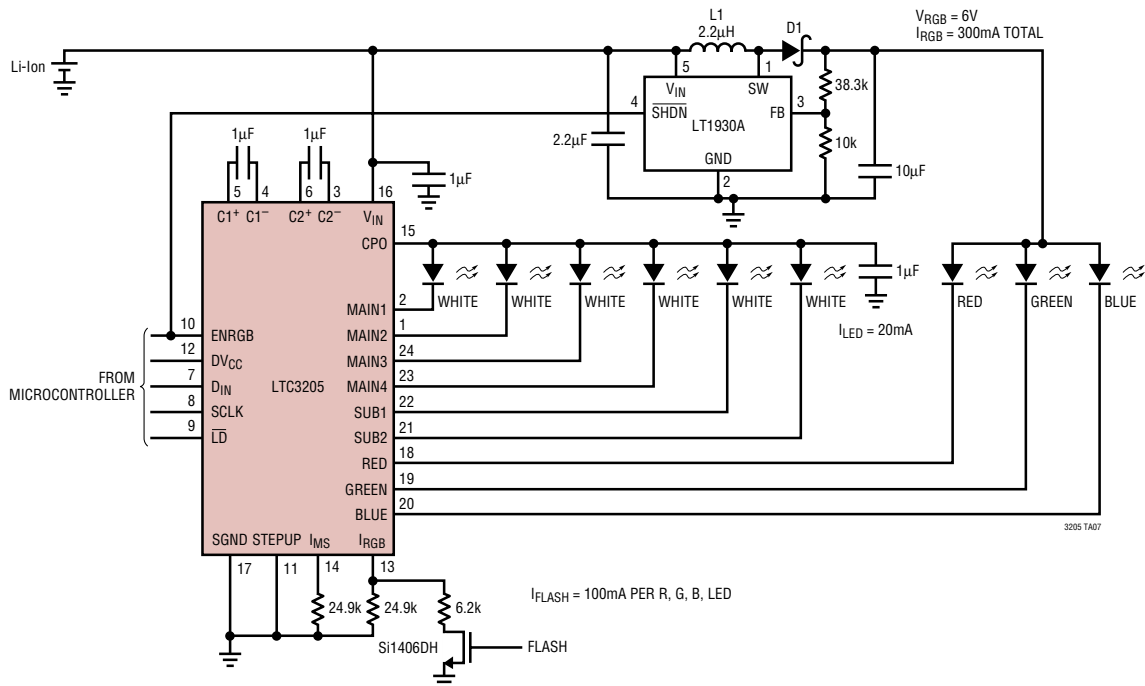 L1
2.2µH
D1
V_RGB = 6V
I_RGB = 300mA TOTAL
Li-Ion
5
1
V_IN
SW
4
S̅H̅D̅N̅
LT1930A
FB
3
38.3k
10k
2.2µF
GND
2
10µF
1µF
1µF
1µF
5
4
6
3
16
C1+
C1–
C2+
C2–
V_IN
CPO
15
1µF
MAIN1
2
WHITE
WHITE
WHITE
WHITE
WHITE
WHITE
RED
GREEN
BLUE
I_LED = 20mA
FROM
MICROCONTROLLER
10
ENRGB
MAIN2
1
12
DV_CC
MAIN3
24
7
D_IN
LTC3205
MAIN4
23
8
SCLK
SUB1
22
9
L̅D̅
SUB2
21
RED
18
GREEN
19
BLUE
20
3205 TA07
SGND
STEPUP
I_MS
I_RGB
17
11
14
13
24.9k
24.9k
6.2k
I_FLASH = 100mA PER R, G, B, LED
Si1406DH
FLASH